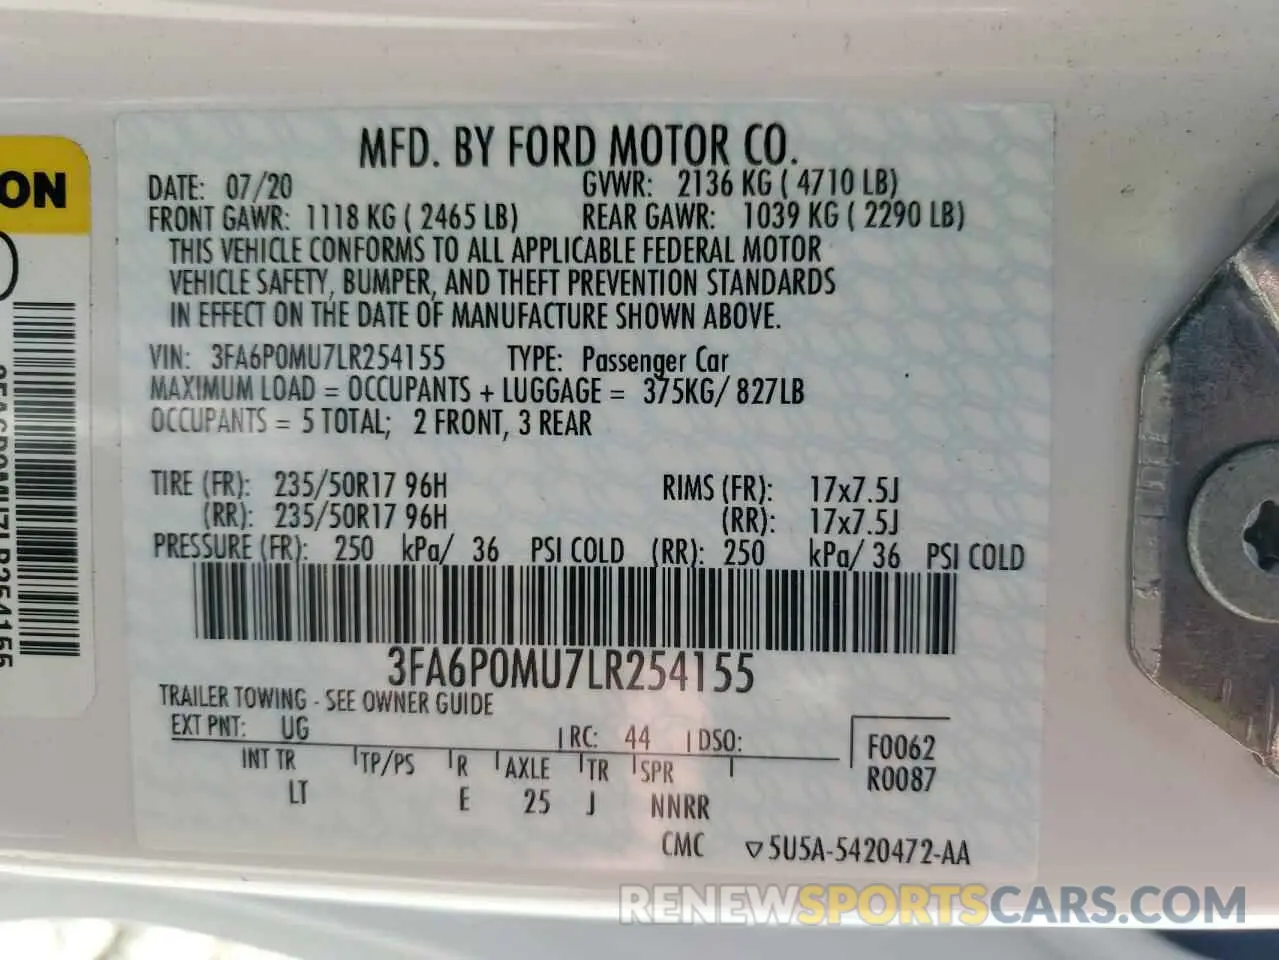 MFD. BY FORD MOTOR CO.
DATE: 07/20 GVWR: 2136 KG ( 4710 LB)
FRONT GAWR: 1118 KG ( 2465 LB) REAR GAWR: 1039 KG ( 2290 LB)
THIS VEHICLE CONFORMS TO ALL APPLICABLE FEDERAL MOTOR
VEHICLE SAFETY, BUMPER, AND THEFT PREVENTION STANDARDS
IN EFFECT ON THE DATE OF MANUFACTURE SHOWN ABOVE.
VIN: 3FA6P0MU7LR254155 TYPE: Passenger Car
MAXIMUM LOAD = OCCUPANTS + LUGGAGE = 375KG/ 827LB
OCCUPANTS = 5 TOTAL; 2 FRONT, 3 REAR
TIRE (FR): 235/50R17 96H RIMS (FR): 17x7.5J
(RR): 235/50R17 96H (RR): 17x7.5J
PRESSURE (FR): 250 kPa/ 36 PSI COLD (RR): 250 kPa/ 36 PSI COLD
3FA6P0MU7LR254155
TRAILER TOWING - SEE OWNER GUIDE
EXT PNT: UG RC: 44 DSO: F0062
INT TR TP/PS R AXLE TR SPR R0087
LT E 25 J NNRR
CMC ▽5U5A-5420472-AA
ON
3FA6P0MU7LR254155
RENEWSPORTSCARS.COM